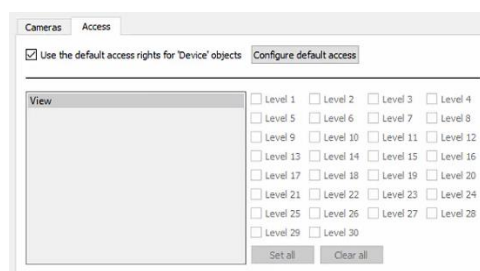 Cameras Access
Use the default access rights for 'Device' objects Configure default access
View
Level 1 Level 2 Level 3 Level 4
Level 5 Level 6 Level 7 Level 8
Level 9 Level 10 Level 11 Level 12
Level 13 Level 14 Level 15 Level 16
Level 17 Level 18 Level 19 Level 20
Level 21 Level 22 Level 23 Level 24
Level 25 Level 26 Level 27 Level 28
Level 29 Level 30
Set all Clear all